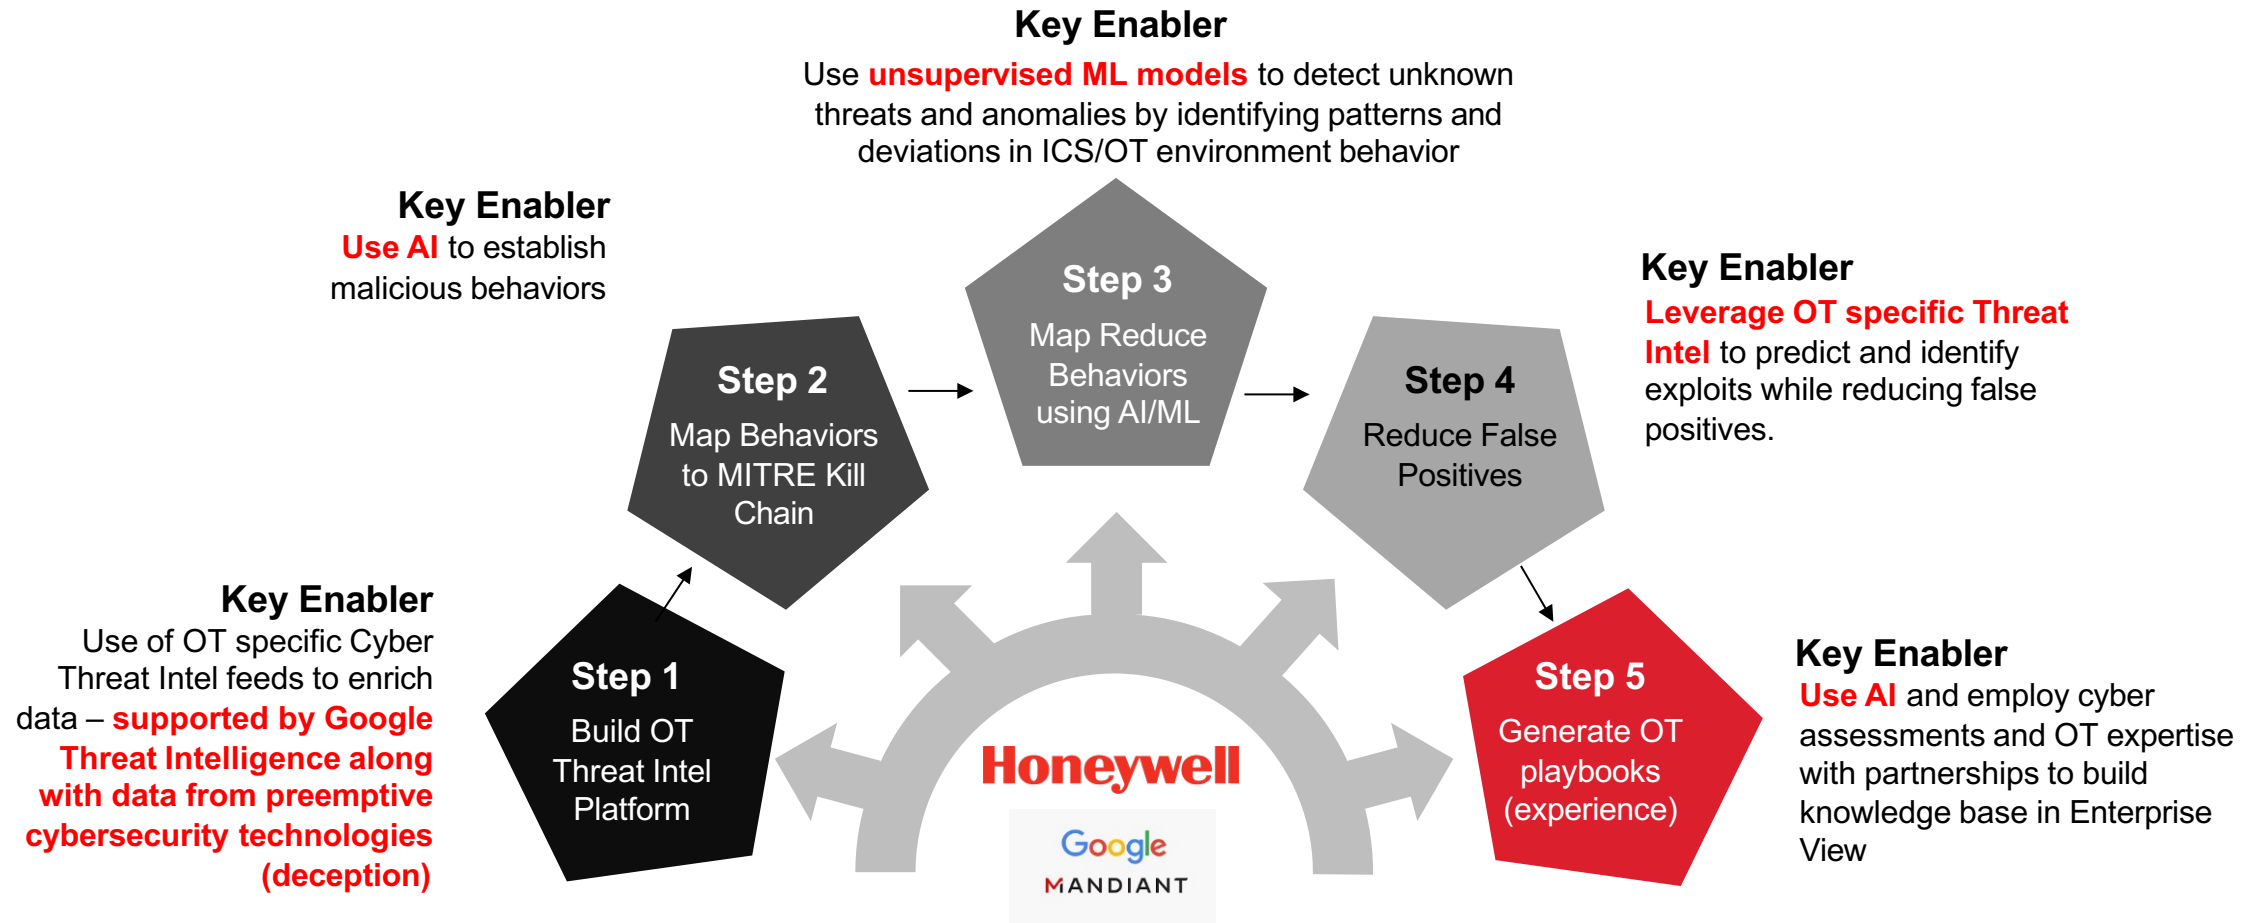 Key Enabler
Use of OT specific Cyber
Threat Intel feeds to enrich
data – supported by Google
Threat Intelligence along
with data from preemptive
cybersecurity technologies
(deception)
Step 1
Build OT
Threat Intel
Platform
Key Enabler
Use AI to establish
malicious behaviors
Step 2
Map Behaviors
to MITRE Kill
Chain
Key Enabler
Use unsupervised ML models to detect unknown
threats and anomalies by identifying patterns and
deviations in ICS/OT environment behavior
Step 3
Map Reduce
Behaviors
using AI/ML
Key Enabler
Leverage OT specific Threat
Intel to predict and identify
exploits while reducing false
positives.
Step 4
Reduce False
Positives
Key Enabler
Use AI and employ cyber
assessments and OT expertise
with partnerships to build
knowledge base in Enterprise
View
Step 5
Generate OT
playbooks
(experience)
Honeywell
Google
MANDIANT